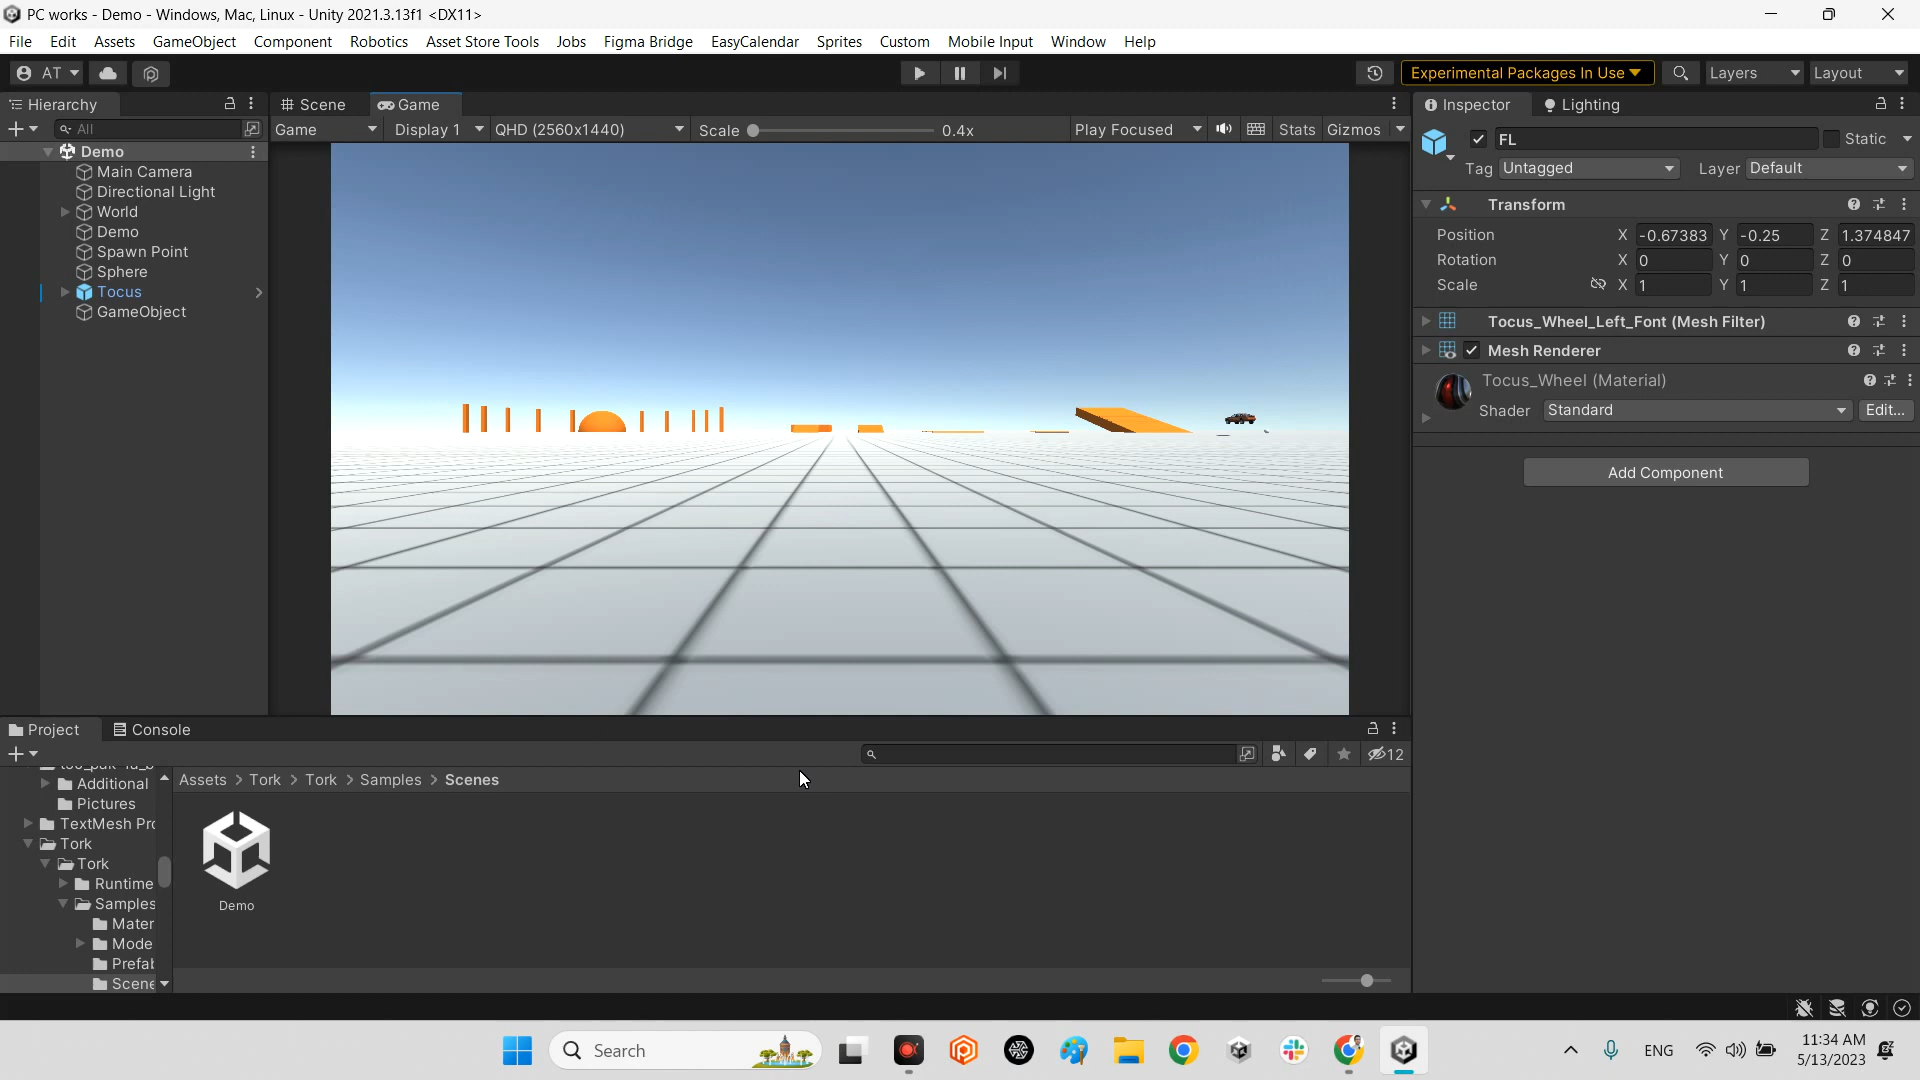 PC works - Demo - Windows, Mac, Linux - Unity 2021.3.13f1 <DX11>
File Edit Assets GameObject Component Robotics Asset Store Tools Jobs Figma Bridge EasyCalendar Sprites Custom Mobile Input Window Help
AT Experimental Packages In Use Layers Layout
Hierarchy
All
Demo
Main Camera
Directional Light
World
Demo
Spawn Point
Sphere
Tocus
GameObject
Scene Game
Game Display 1 QHD (2560x1440) Scale 0.4x Play Focused Stats Gizmos
Inspector Lighting
FL Static
Tag Untagged Layer Default
Transform
Position X -0.67383 Y -0.25 Z 1.374847
Rotation X 0 Y 0 Z 0
Scale X 1 Y 1 Z 1
Tocus_Wheel_Left_Font (Mesh Filter)
Mesh Renderer
Tocus_Wheel (Material)
Shader Standard Edit...
Add Component
Project Console
12
Additional
Pictures
TextMesh Pro
Tork
Tork
Runtime
Samples
Mater
Mode
Prefab
Scene
Assets > Tork > Tork > Samples > Scenes
Demo
Search
ENG
11:34 AM
5/13/2023